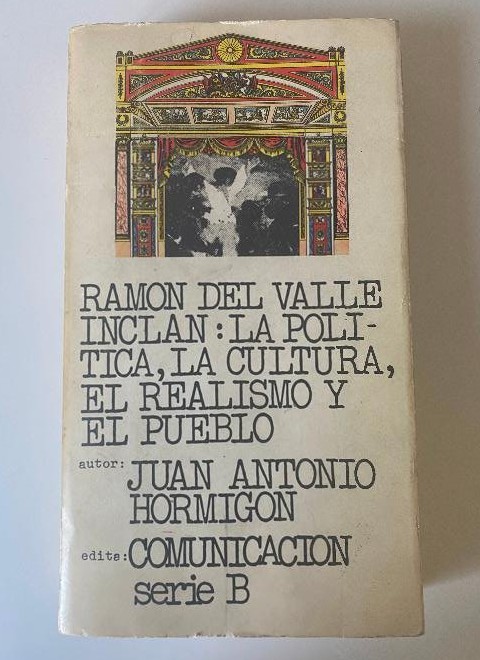 RAMON DEL VALLE
INCLAN: LA POLI-
TICA, LA CULTURA,
EL REALISMO Y
EL PUEBLO
autor: JUAN ANTONIO
HORMIGON
edita: COMUNICACION
serie B